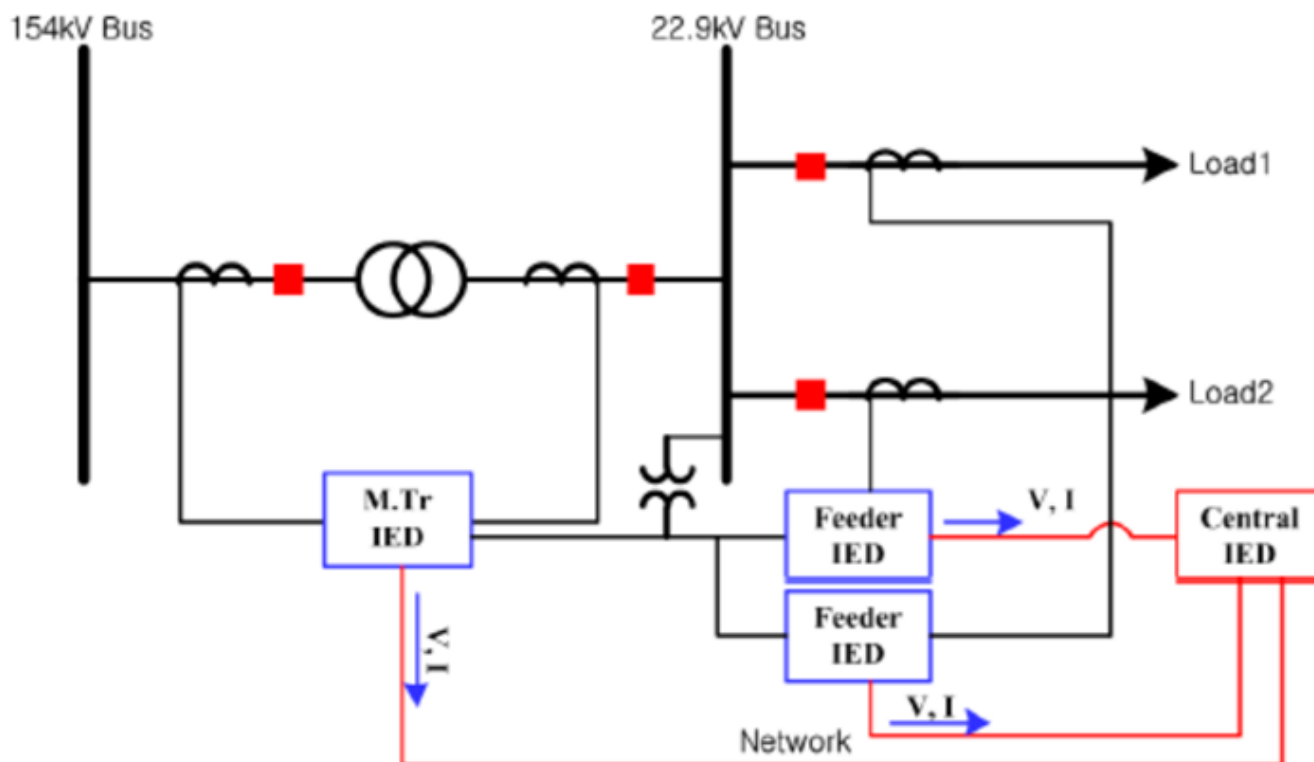 154kV Bus
22.9kV Bus
Load1
Load2
M.Tr
IED
Feeder
IED
V, I
Central
IED
Feeder
IED
V, I
V, I
Network